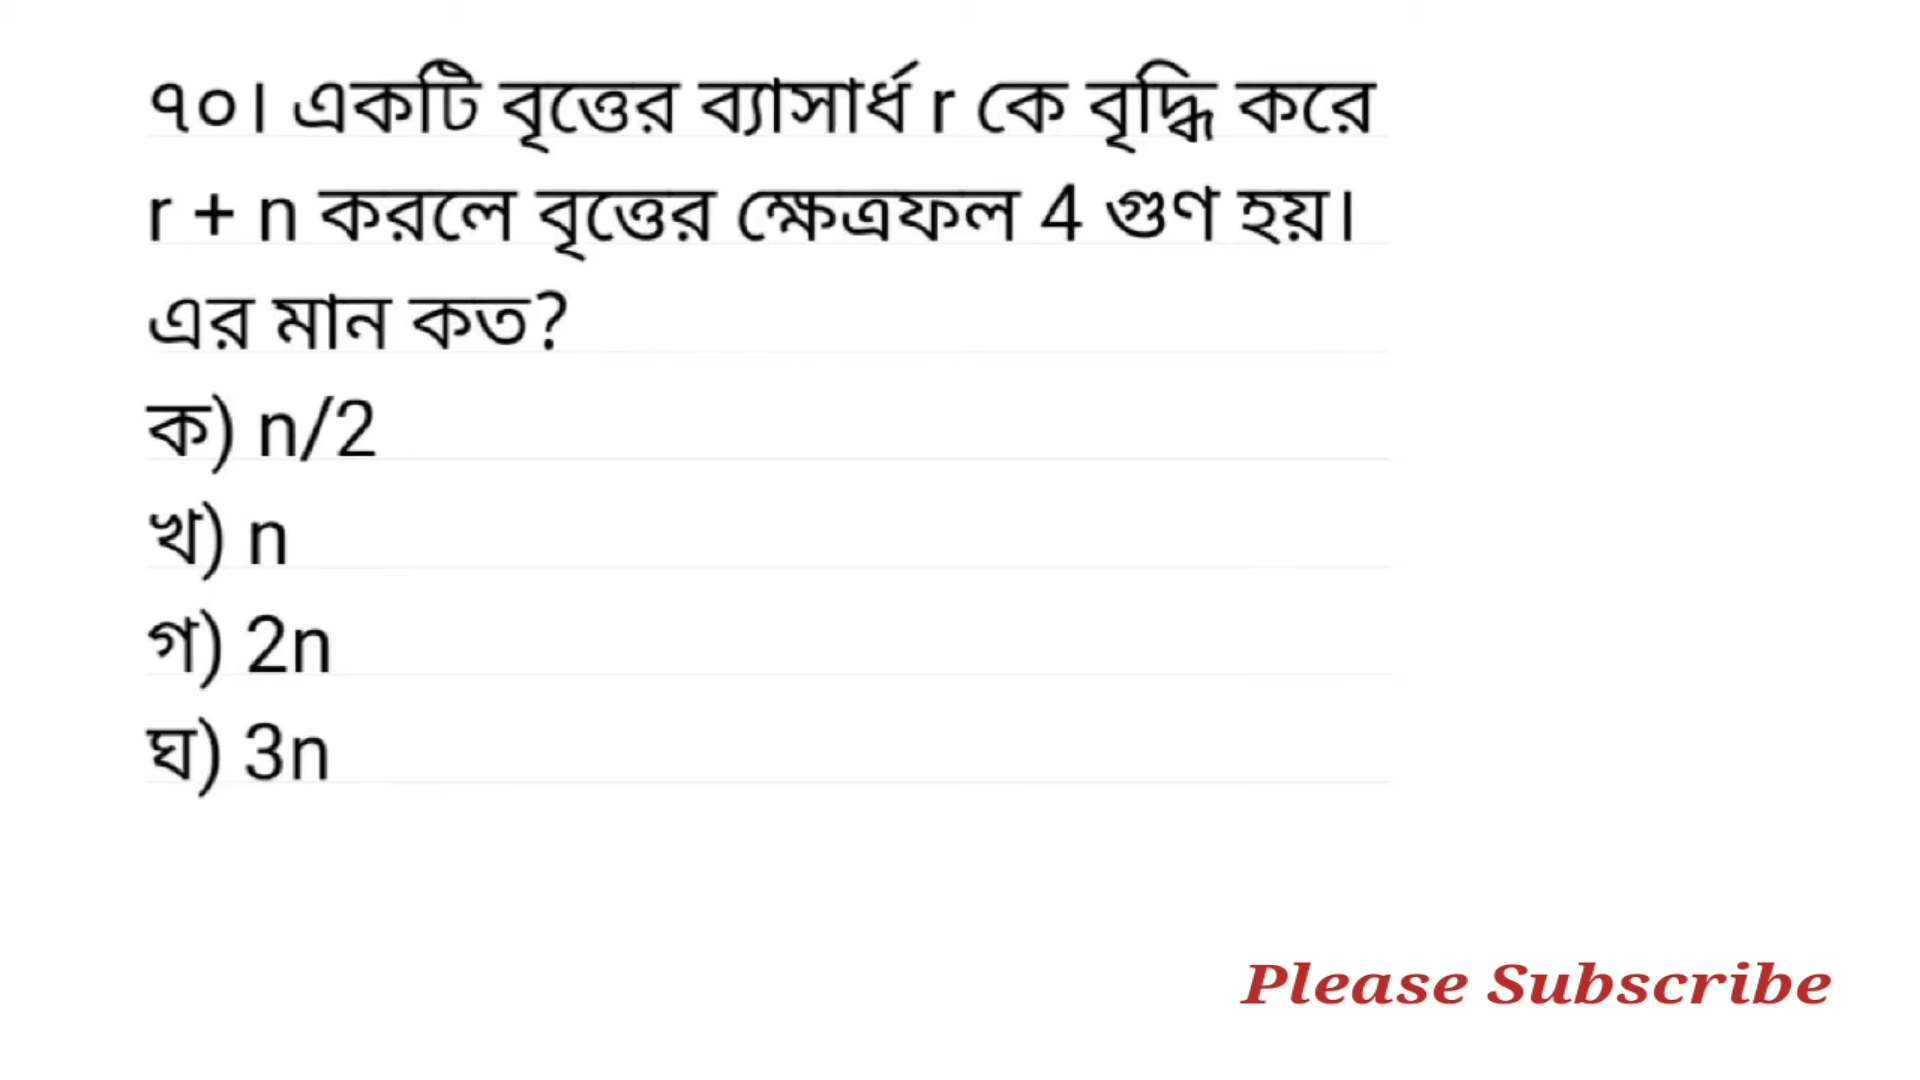 ৭০। একটি বৃত্তের ব্যাসার্ধ r কে বৃদ্ধি করে
r + n করলে বৃত্তের ক্ষেত্রফল 4 গুণ হয়।
এর মান কত?
ক) n/2
খ) n
গ) 2n
ঘ) 3n
Please Subscribe